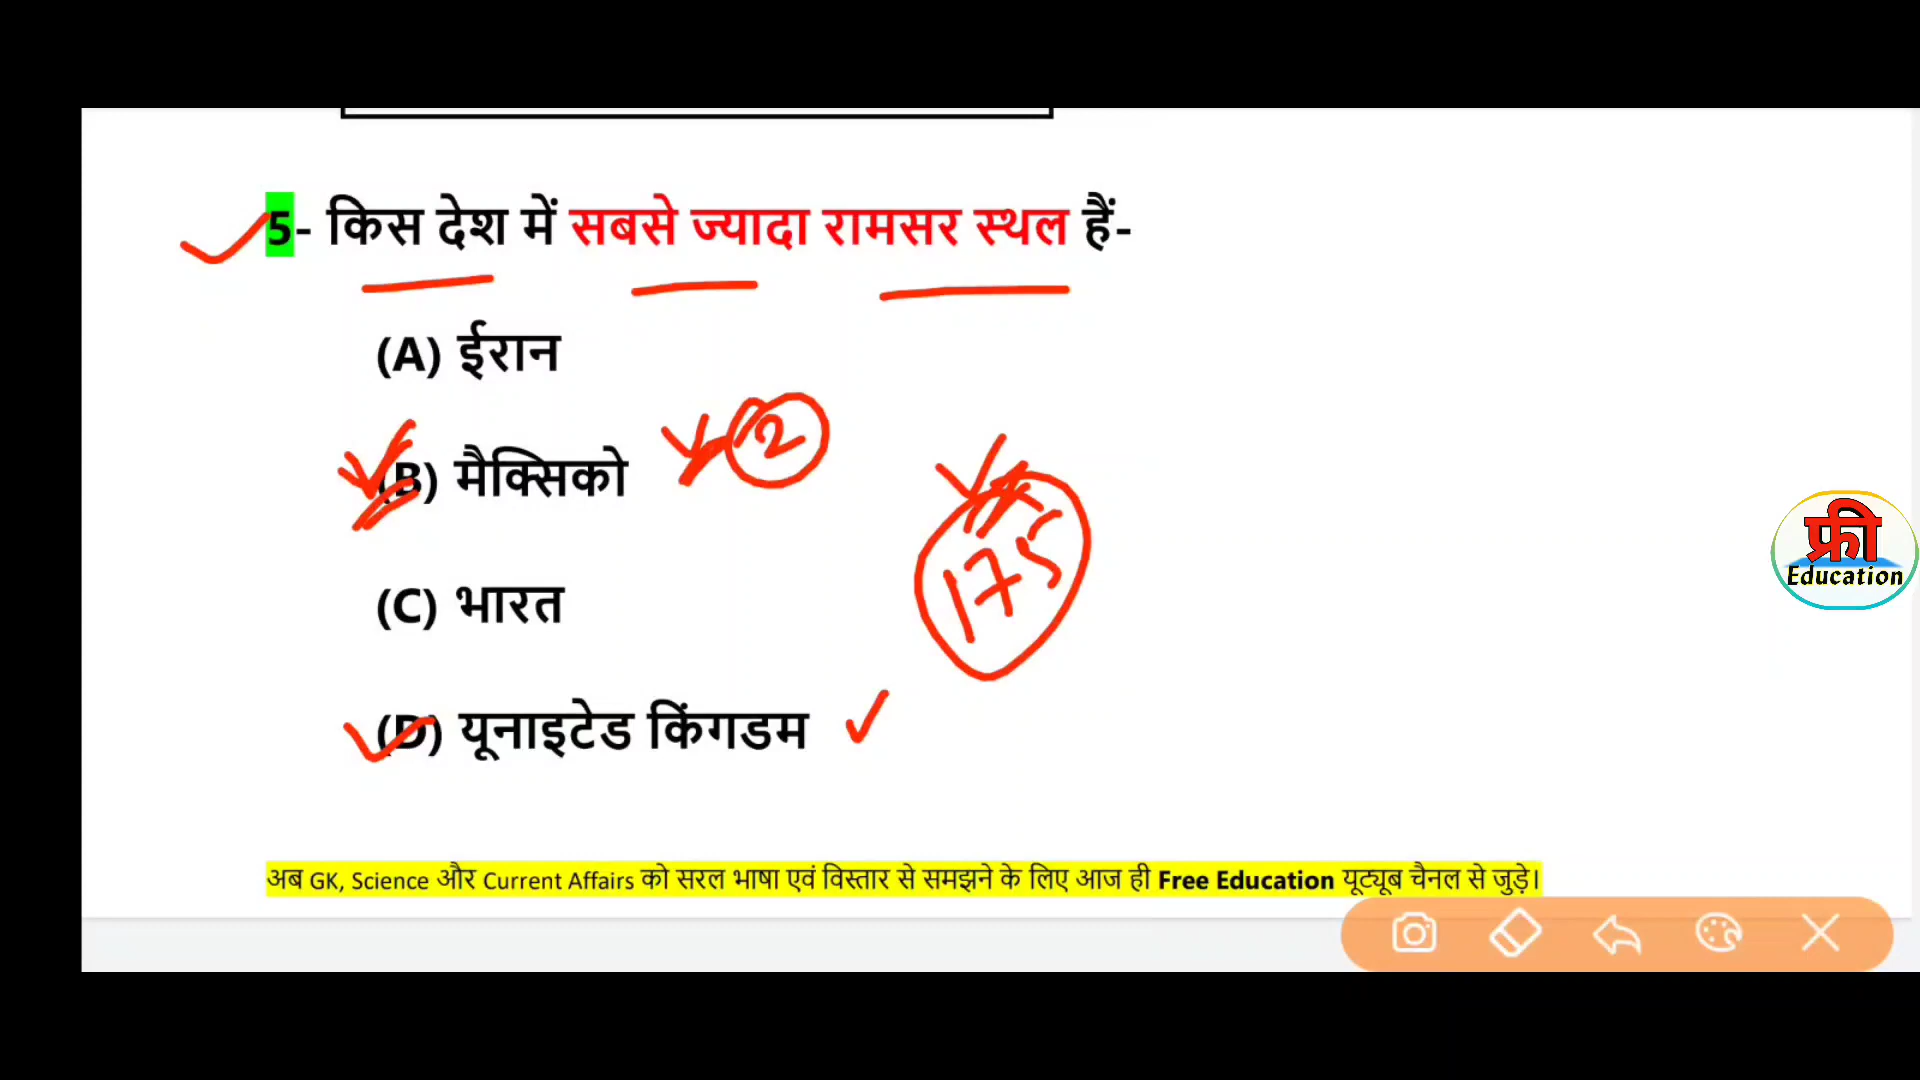 5- किस देश में सबसे ज्यादा रामसर स्थल हैं-
(A) ईरान
(B) मैक्सिको
2
175
(C) भारत
(D) यूनाइटेड किंगडम
फ्री
Education
अब GK, Science और Current Affairs को सरल भाषा एवं विस्तार से समझने के लिए आज ही Free Education यूट्यूब चैनल से जुड़े।